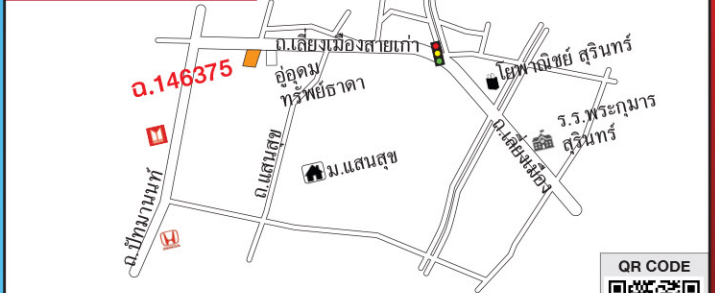 ถ.เลี่ยงเมืองสายเก่า
ฉ.146375
อู่อุดม
ทรัพย์ธาดา
โยพาณิชย์ สุรินทร์
ร.ร.พระกุมาร
สุรินทร์
ถ.เลี่ยงเมือง
ถ.แสนสุข
ม.แสนสุข
ถ.ปัทมานนท์
HONDA
QR CODE